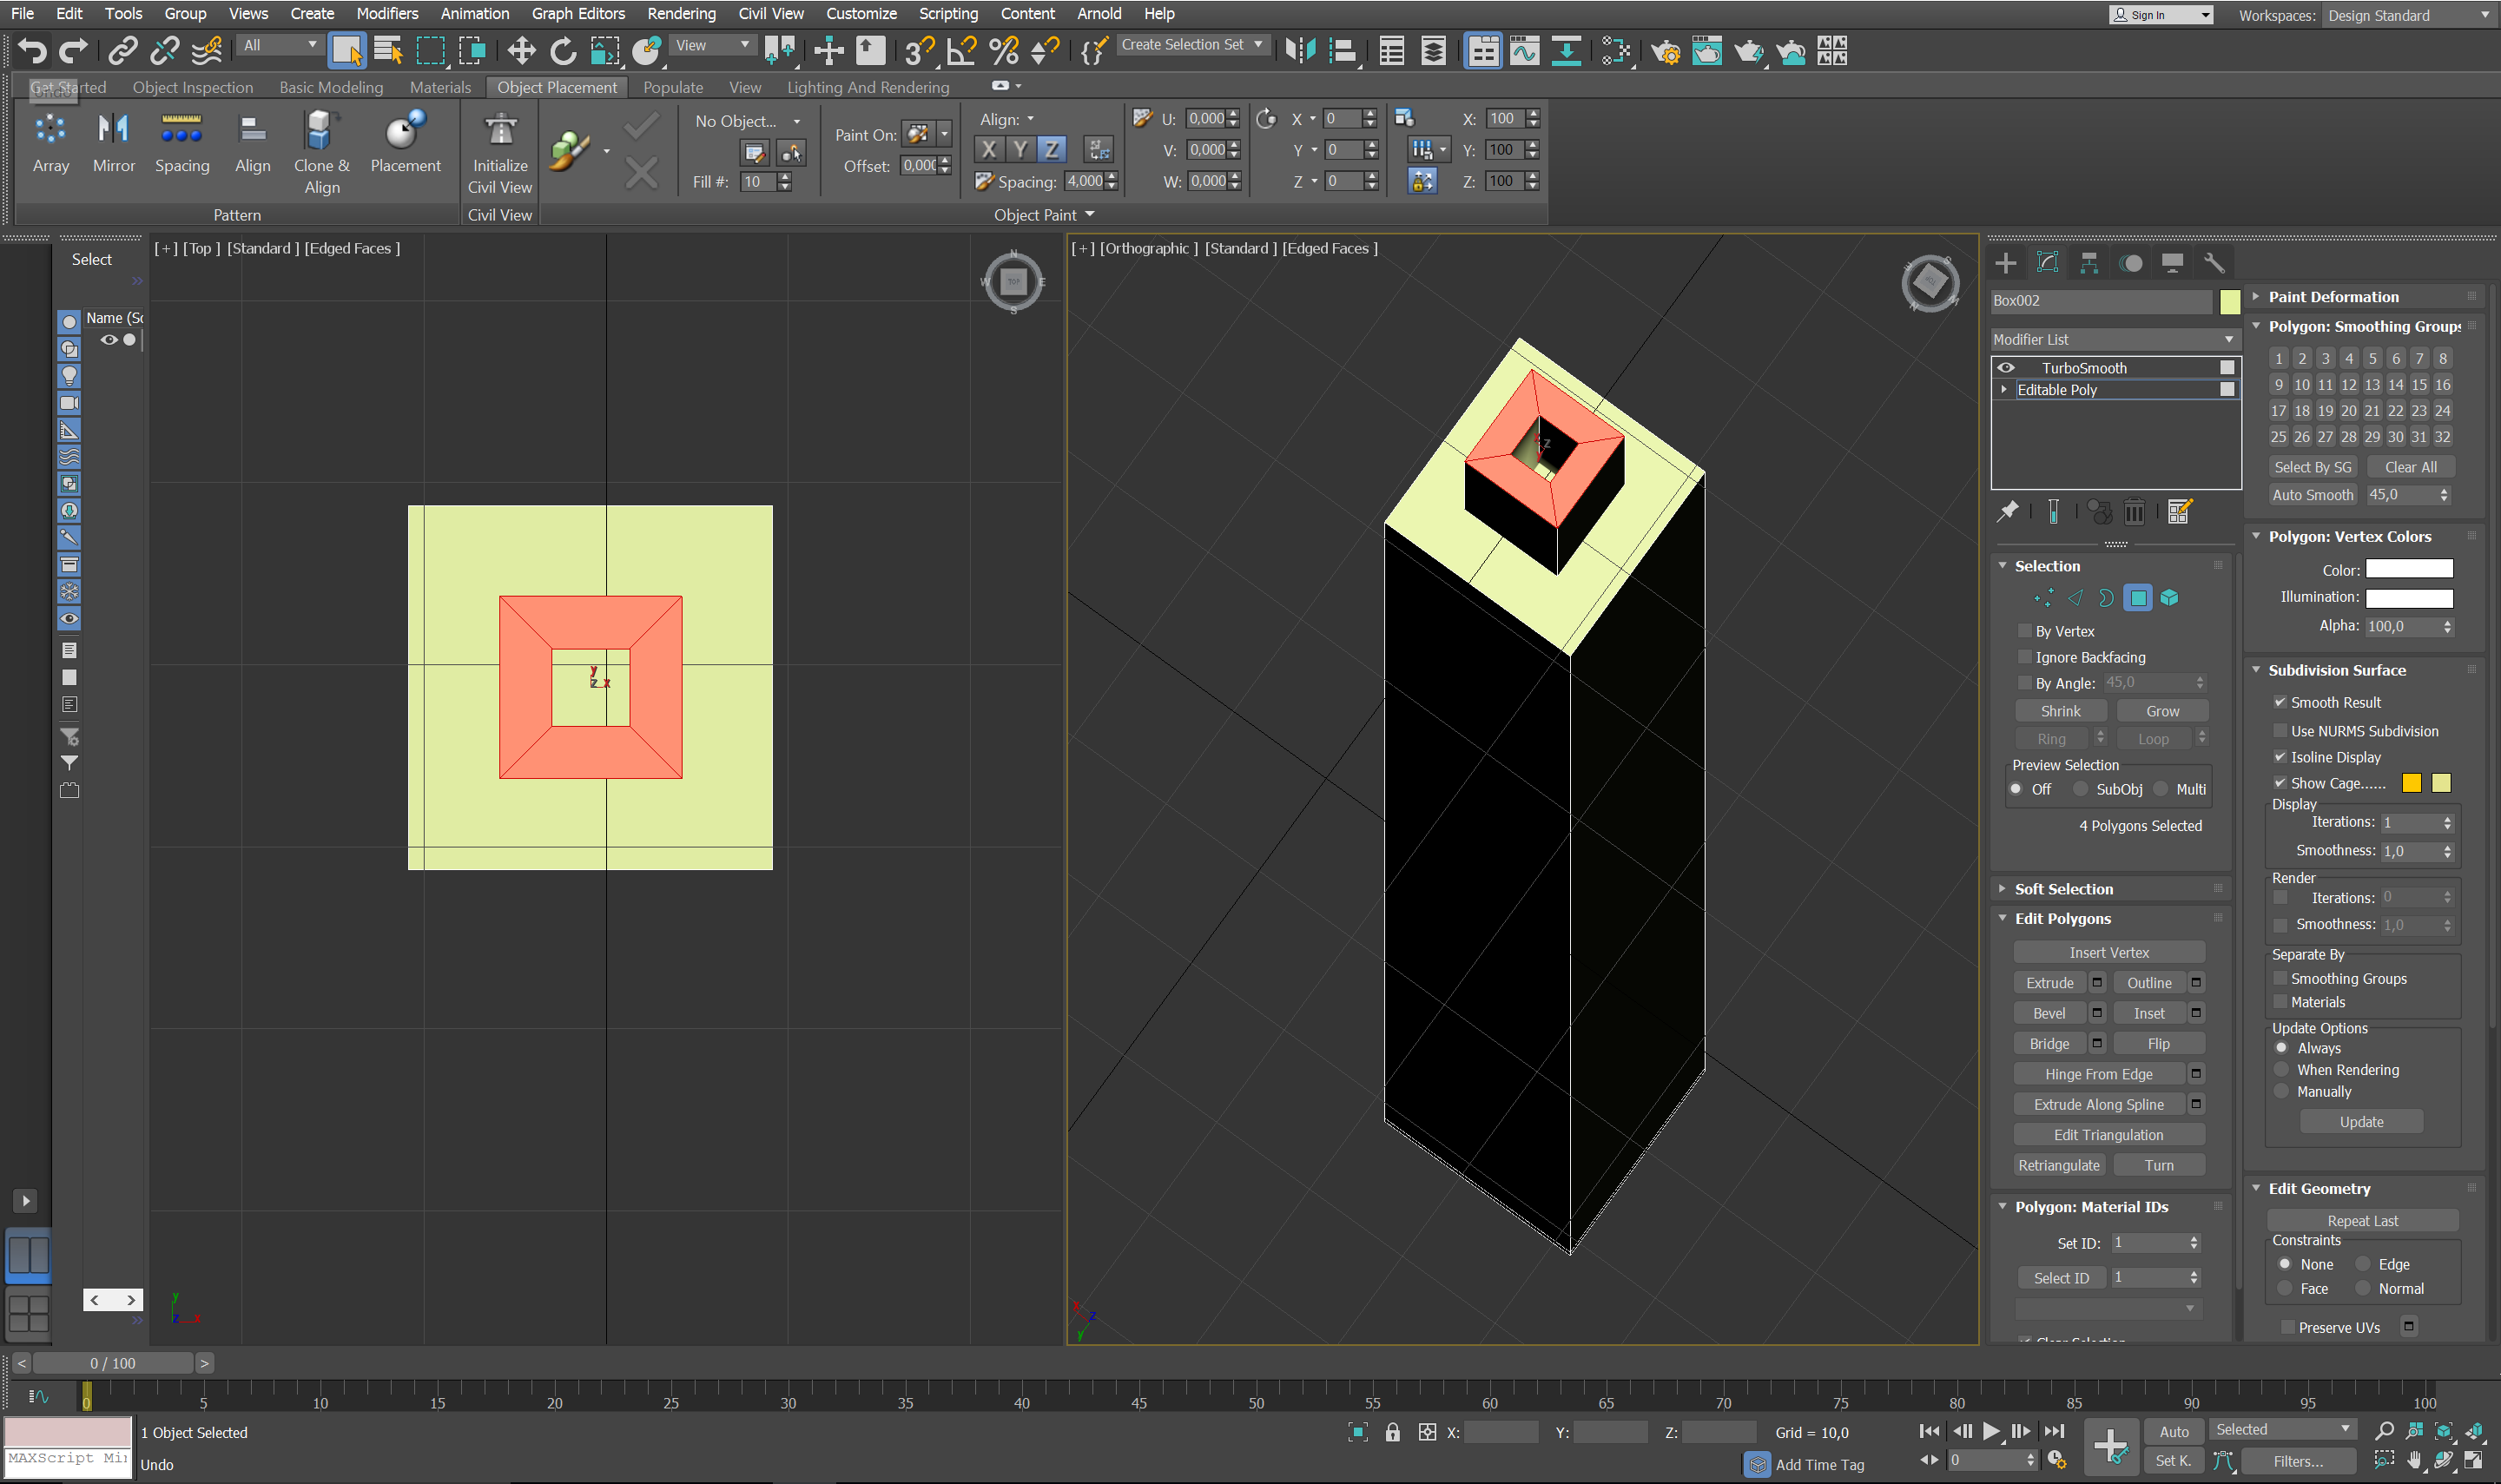 File Edit Tools Group Views Create Modifiers Animation Graph Editors Rendering Civil View Customize Scripting Content Arnold Help Sign In Workspaces: Design Standard
All View Create Selection Set
Get Started Object Inspection Basic Modeling Materials Object Placement Populate View Lighting And Rendering
Array Mirror Spacing Align Clone & Align Placement Initialize Civil View
Pattern Civil View Object Paint
No Object... Fill #: 10 Paint On: Offset: 0,000
Align: X Y Z Spacing: 4,000
U: 0,000 V: 0,000 W: 0,000
X 0 Y 0 Z 0
X: 100 Y: 100 Z: 100
Select
Name (So
[+] [Top ] [Standard ] [Edged Faces ]
N W E S TOP
y z x
y z x
[+] [Orthographic ] [Standard ] [Edged Faces ]
z
x z y
Box002
Modifier List
TurboSmooth
Editable Poly
Selection
By Vertex
Ignore Backfacing
By Angle: 45,0
Shrink Grow
Ring Loop
Preview Selection
Off SubObj Multi
4 Polygons Selected
Soft Selection
Edit Polygons
Insert Vertex
Extrude Outline
Bevel Inset
Bridge Flip
Hinge From Edge
Extrude Along Spline
Edit Triangulation
Retriangulate Turn
Polygon: Material IDs
Set ID: 1
Select ID 1
Clear Selection
Paint Deformation
Polygon: Smoothing Groups
1 2 3 4 5 6 7 8
9 10 11 12 13 14 15 16
17 18 19 20 21 22 23 24
25 26 27 28 29 30 31 32
Select By SG Clear All
Auto Smooth 45,0
Polygon: Vertex Colors
Color:
Illumination:
Alpha: 100,0
Subdivision Surface
Smooth Result
Use NURMS Subdivision
Isoline Display
Show Cage......
Display
Iterations: 1
Smoothness: 1,0
Render
Iterations: 0
Smoothness: 1,0
Separate By
Smoothing Groups
Materials
Update Options
Always
When Rendering
Manually
Update
Edit Geometry
Repeat Last
Constraints
None Edge
Face Normal
Preserve UVs
< 0 / 100 >
0 5 10 15 20 25 30 35 40 45 50 55 60 65 70 75 80 85 90 95 100
1 Object Selected X: Y: Z: Grid = 10,0 Auto Selected
MAXScript Mi
Undo Add Time Tag 0 Set K. Filters...